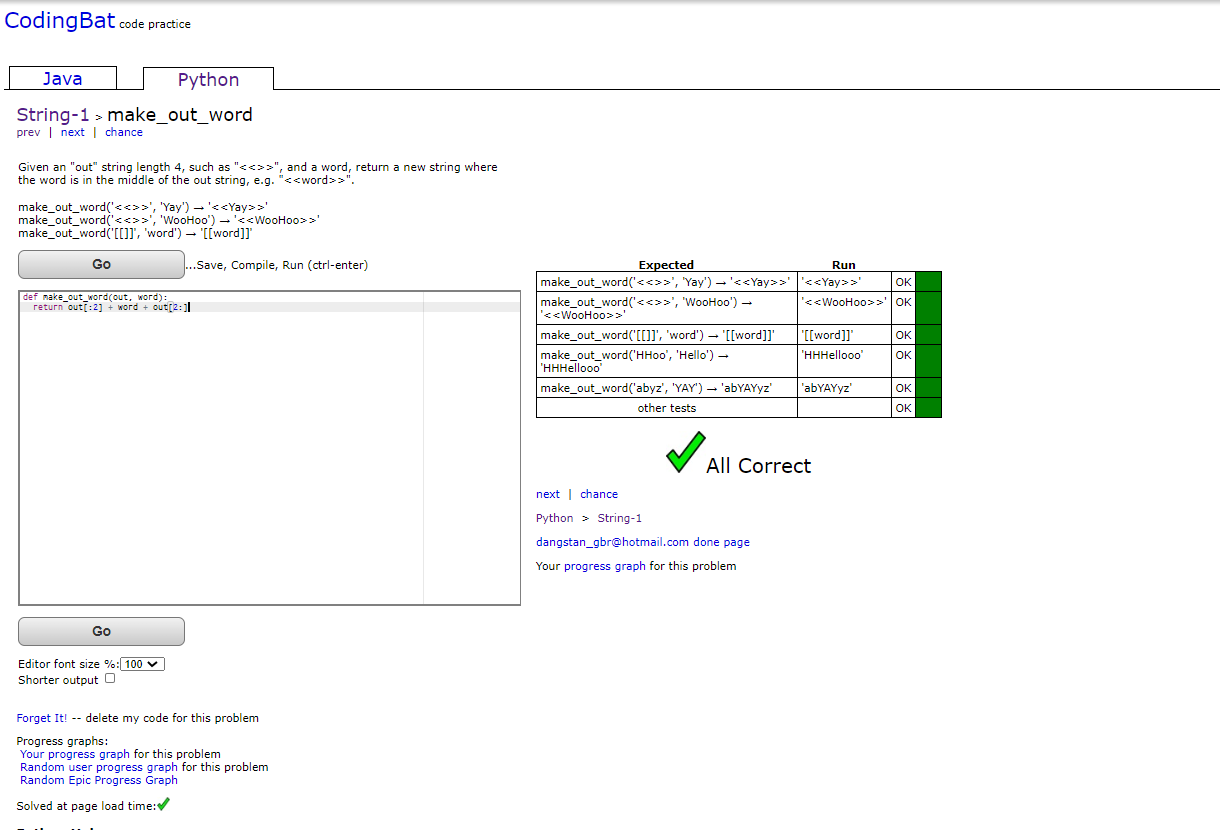 CodingBat code practice
Java
Python
String-1 > make_out_word
prev | next | chance
Given an "out" string length 4, such as "<<>>", and a word, return a new string where
the word is in the middle of the out string, e.g. "<<word>>".
make_out_word('<<>>', 'Yay') → '<<Yay>>'
make_out_word('<<>>', 'WooHoo') → '<<WooHoo>>'
make_out_word('[[]]', 'word') → '[[word]]'
Go ...Save, Compile, Run (ctrl-enter)
def make_out_word(out, word):
return out[:2] + word + out[2:]
Expected Run
make_out_word('<<>>', 'Yay') → '<<Yay>>' '<<Yay>>' OK
make_out_word('<<>>', 'WooHoo') → '<<WooHoo>>' OK
'<<WooHoo>>'
make_out_word('[[]]', 'word') → '[[word]]' '[[word]]' OK
make_out_word('HHoo', 'Hello') → 'HHHellooo' OK
'HHHellooo'
make_out_word('abyz', 'YAY') → 'abYAYyz' 'abYAYyz' OK
other tests OK
All Correct
next | chance
Python > String-1
dangstan_gbr@hotmail.com done page
Your progress graph for this problem
Go
Editor font size %: 100
Shorter output
Forget It! -- delete my code for this problem
Progress graphs:
Your progress graph for this problem
Random user progress graph for this problem
Random Epic Progress Graph
Solved at page load time: